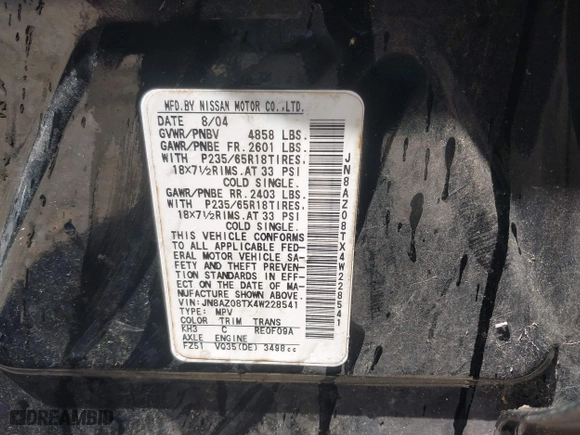 MFD.BY NISSAN MOTOR CO.,LTD.
DATE 8/04
GVWR/PNBV 4858 LBS.
GAWR/PNBE FR.2601 LBS.
WITH P235/65R18TIRES,
18X7½RIMS.AT 33 PSI
COLD SINGLE.
GAWR/PNBE RR.2403 LBS.
WITH P235/65R18TIRES,
18X7½RIMS.AT 33 PSI
COLD SINGLE.
THIS VEHICLE CONFORMS
TO ALL APPLICABLE FED-
ERAL MOTOR VEHICLE SA-
FETY AND THEFT PREVEN-
TION STANDARDS IN EFF-
ECT ON THE DATE OF MA-
NUFACTURE SHOWN ABOVE.
VIN:JN8AZ08TX4W228541
TYPE: MPV
COLOR TRIM TRANS
KH3 C RE0F09A
AXLE ENGINE
FZ51 VQ35(DE) 3498cc
JN8AZ08TX4W228541
DREAMBID